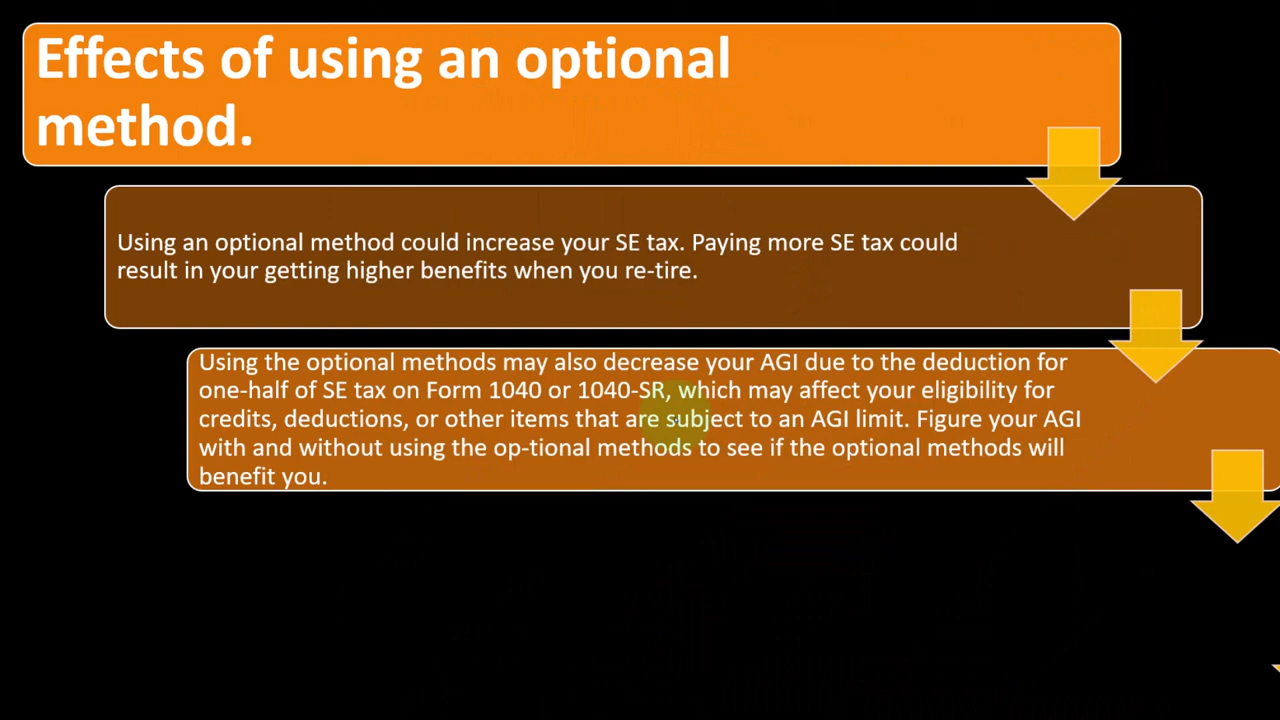 Effects of using an optional
method.
Using an optional method could increase your SE tax. Paying more SE tax could
result in your getting higher benefits when you re-tire.
Using the optional methods may also decrease your AGI due to the deduction for
one-half of SE tax on Form 1040 or 1040-SR, which may affect your eligibility for
credits, deductions, or other items that are subject to an AGI limit. Figure your AGI
with and without using the op-tional methods to see if the optional methods will
benefit you.